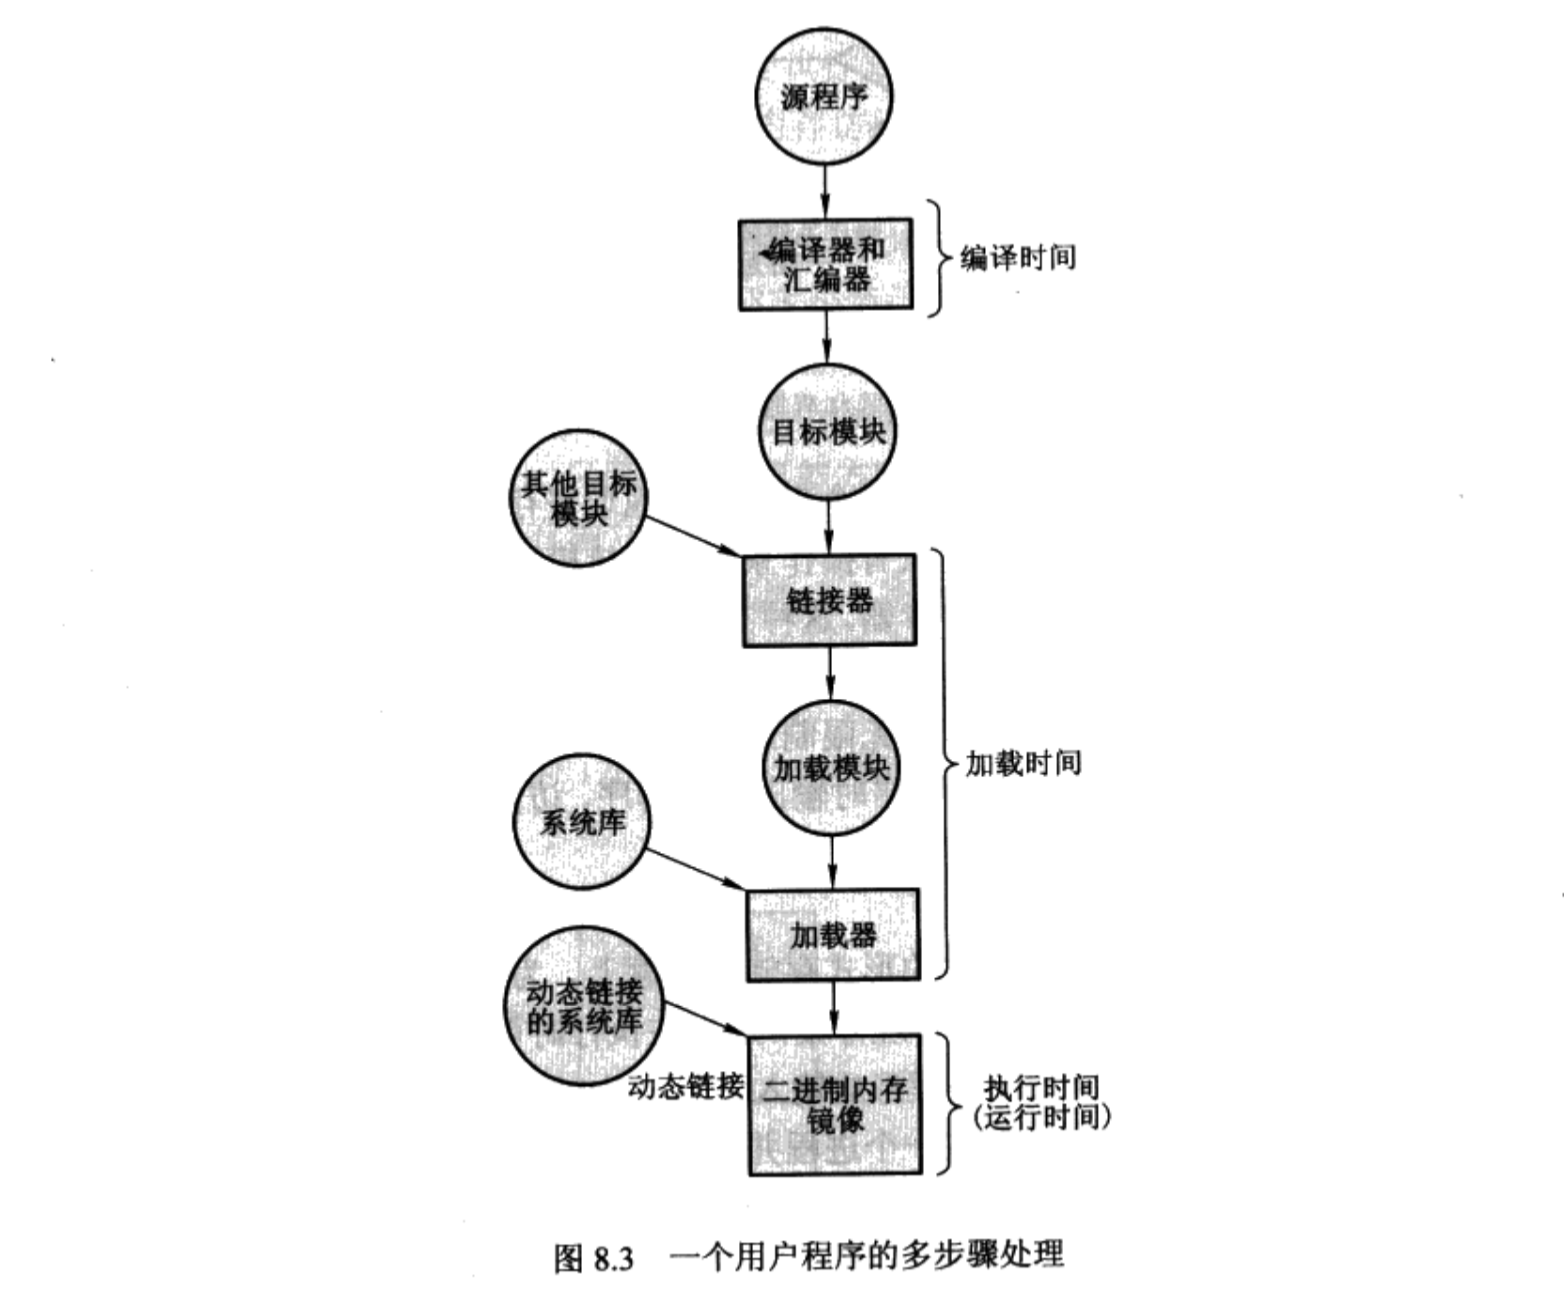 源程序
编译器和
汇编器
编译时间
目标模块
其他目标
模块
链接器
加载模块
加载时间
系统库
加载器
动态链接
的系统库
动态链接
二进制内存
镜像
执行时间
(运行时间)
图 8.3 一个用户程序的多步骤处理